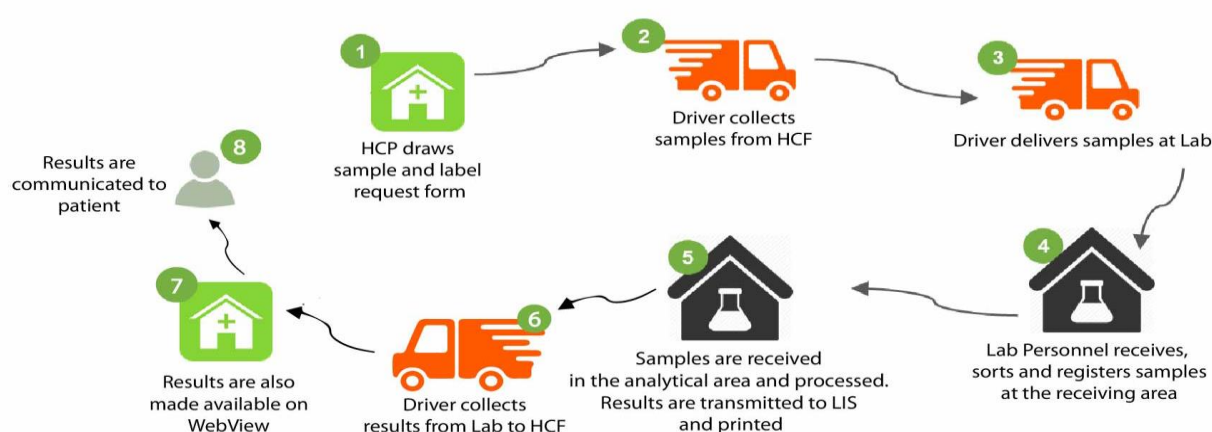 1
HCP draws
sample and label
request form
2
Driver collects
samples from HCF
3
Driver delivers samples at Lab
4
Lab Personnel receives,
sorts and registers samples
at the receiving area
5
Samples are received
in the analytical area and processed.
Results are transmitted to LIS
and printed
6
Driver collects
results from Lab to HCF
7
Results are also
made available on
WebView
8
Results are
communicated to
patient